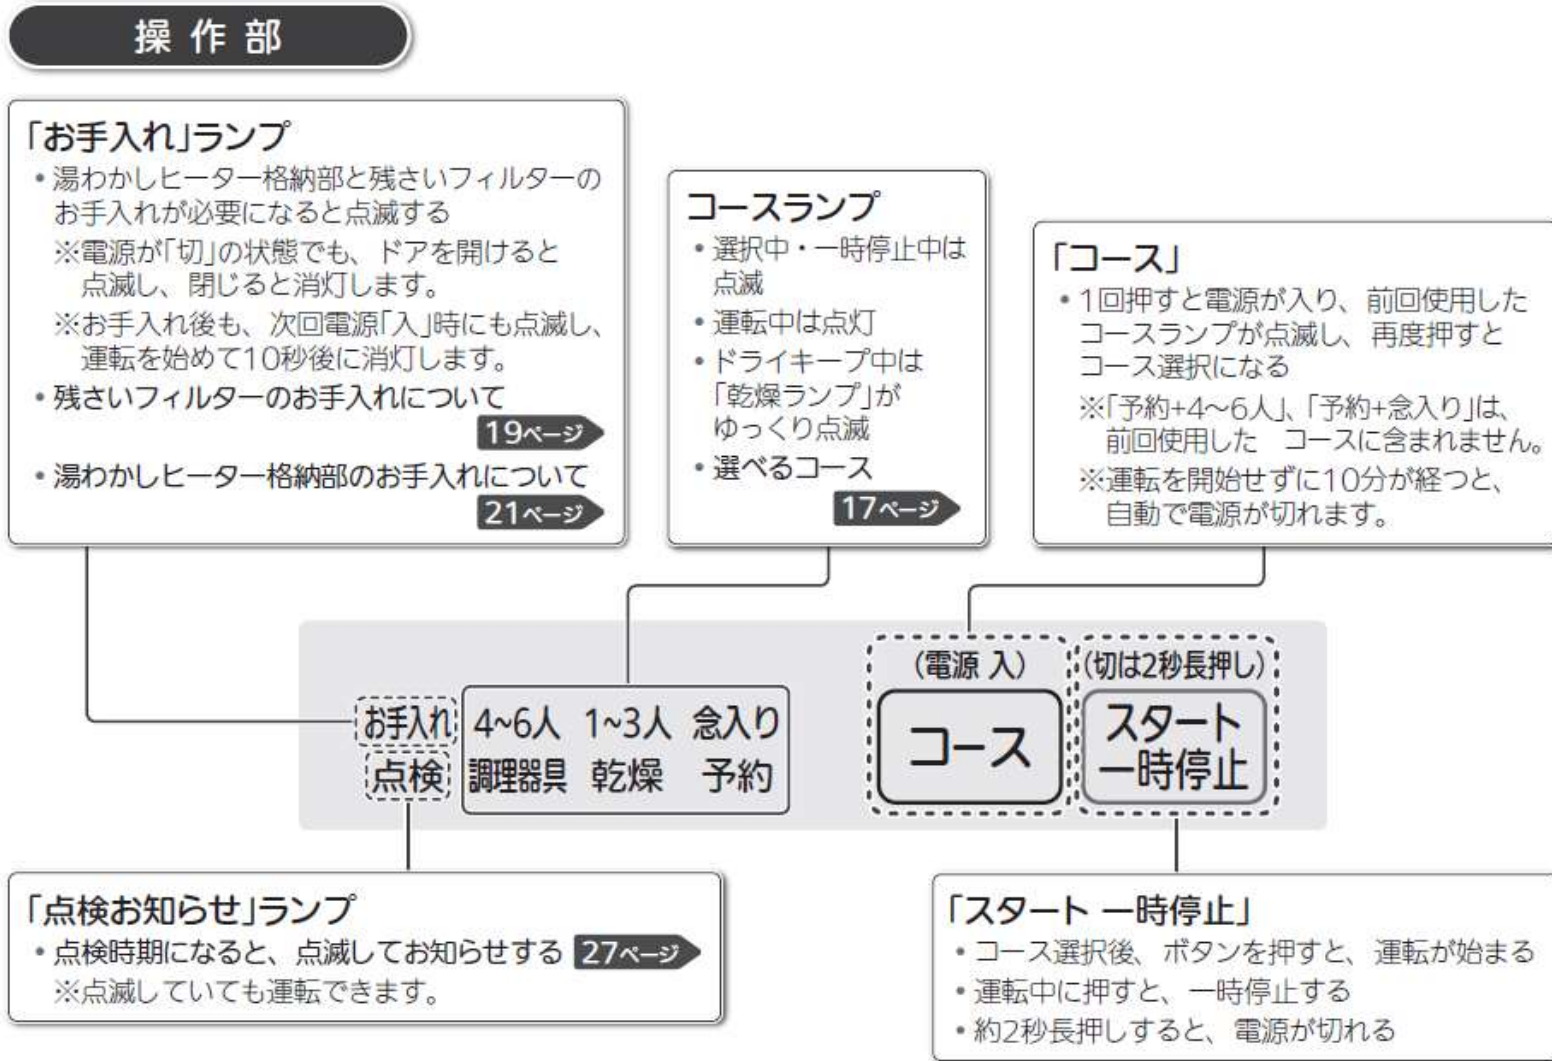 操作部
「お手入れ」ランプ
•湯わかしヒーター格納部と残さいフィルターの
お手入れが必要になると点滅する
※電源が「切」の状態でも、ドアを開けると
点滅し、閉じると消灯します。
※お手入れ後も、次回電源「入」時にも点滅し、
運転を始めて10秒後に消灯します。
•残さいフィルターのお手入れについて
19ページ
•湯わかしヒーター格納部のお手入れについて
21ページ
コースランプ
•選択中・一時停止中は
点滅
•運転中は点灯
•ドライキープ中は
「乾燥ランプ」が
ゆっくり点滅
•選べるコース
17ページ
「コース」
•1回押すと電源が入り、前回使用した
コースランプが点滅し、再度押すと
コース選択になる
※「予約+4～6人」、「予約+念入り」は、
前回使用した　コースに含まれません。
※運転を開始せずに10分が経つと、
自動で電源が切れます。
お手入れ 4~6人 1~3人 念入り
点検 調理器具 乾燥 予約
(電源 入)
コース
(切は2秒長押し)
スタート
一時停止
「点検お知らせ」ランプ
•点検時期になると、点滅してお知らせする 27ページ
※点滅していても運転できます。
「スタート 一時停止」
•コース選択後、ボタンを押すと、運転が始まる
•運転中に押すと、一時停止する
•約2秒長押しすると、電源が切れる